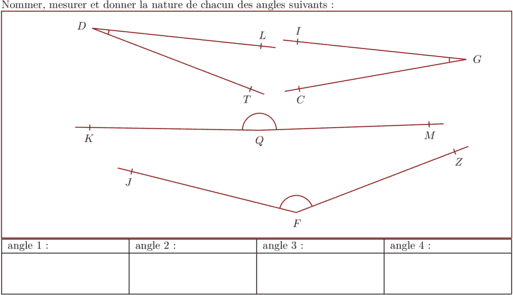 Nommer, mesurer et donner la nature de chacun des angles suivants :
D
L
I
G
T
C
K
Q
M
J
Z
F
angle 1 :
angle 2 :
angle 3 :
angle 4 :